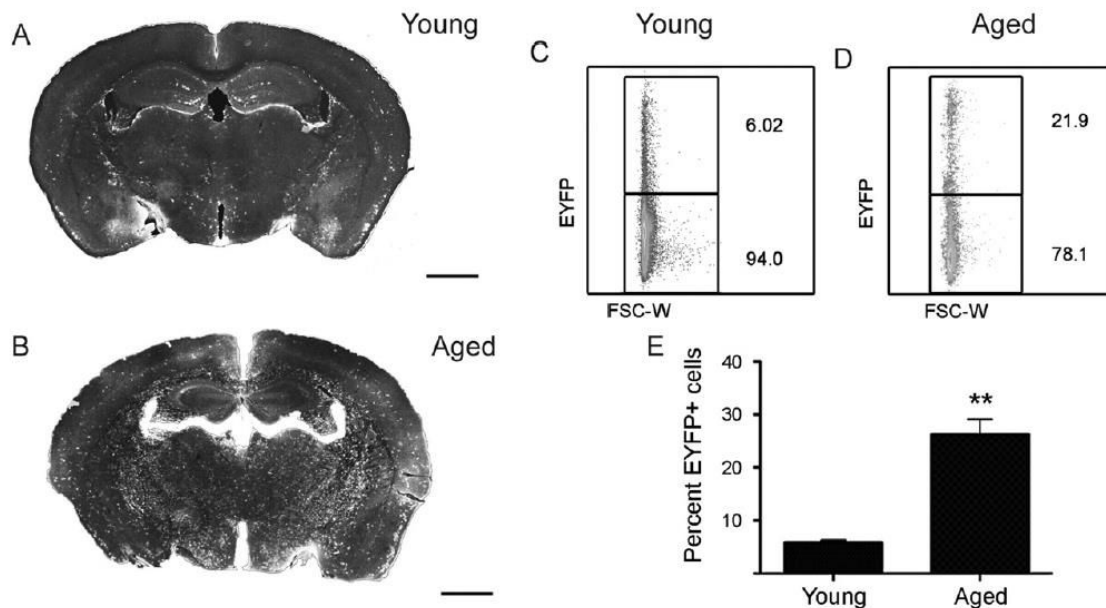 A
Young
B
Aged
Young
C
EYFP
6.02
94.0
FSC-W
Aged
D
EYFP
21.9
78.1
FSC-W
E
Percent EYFP+ cells
40
30
20
10
**
Young
Aged